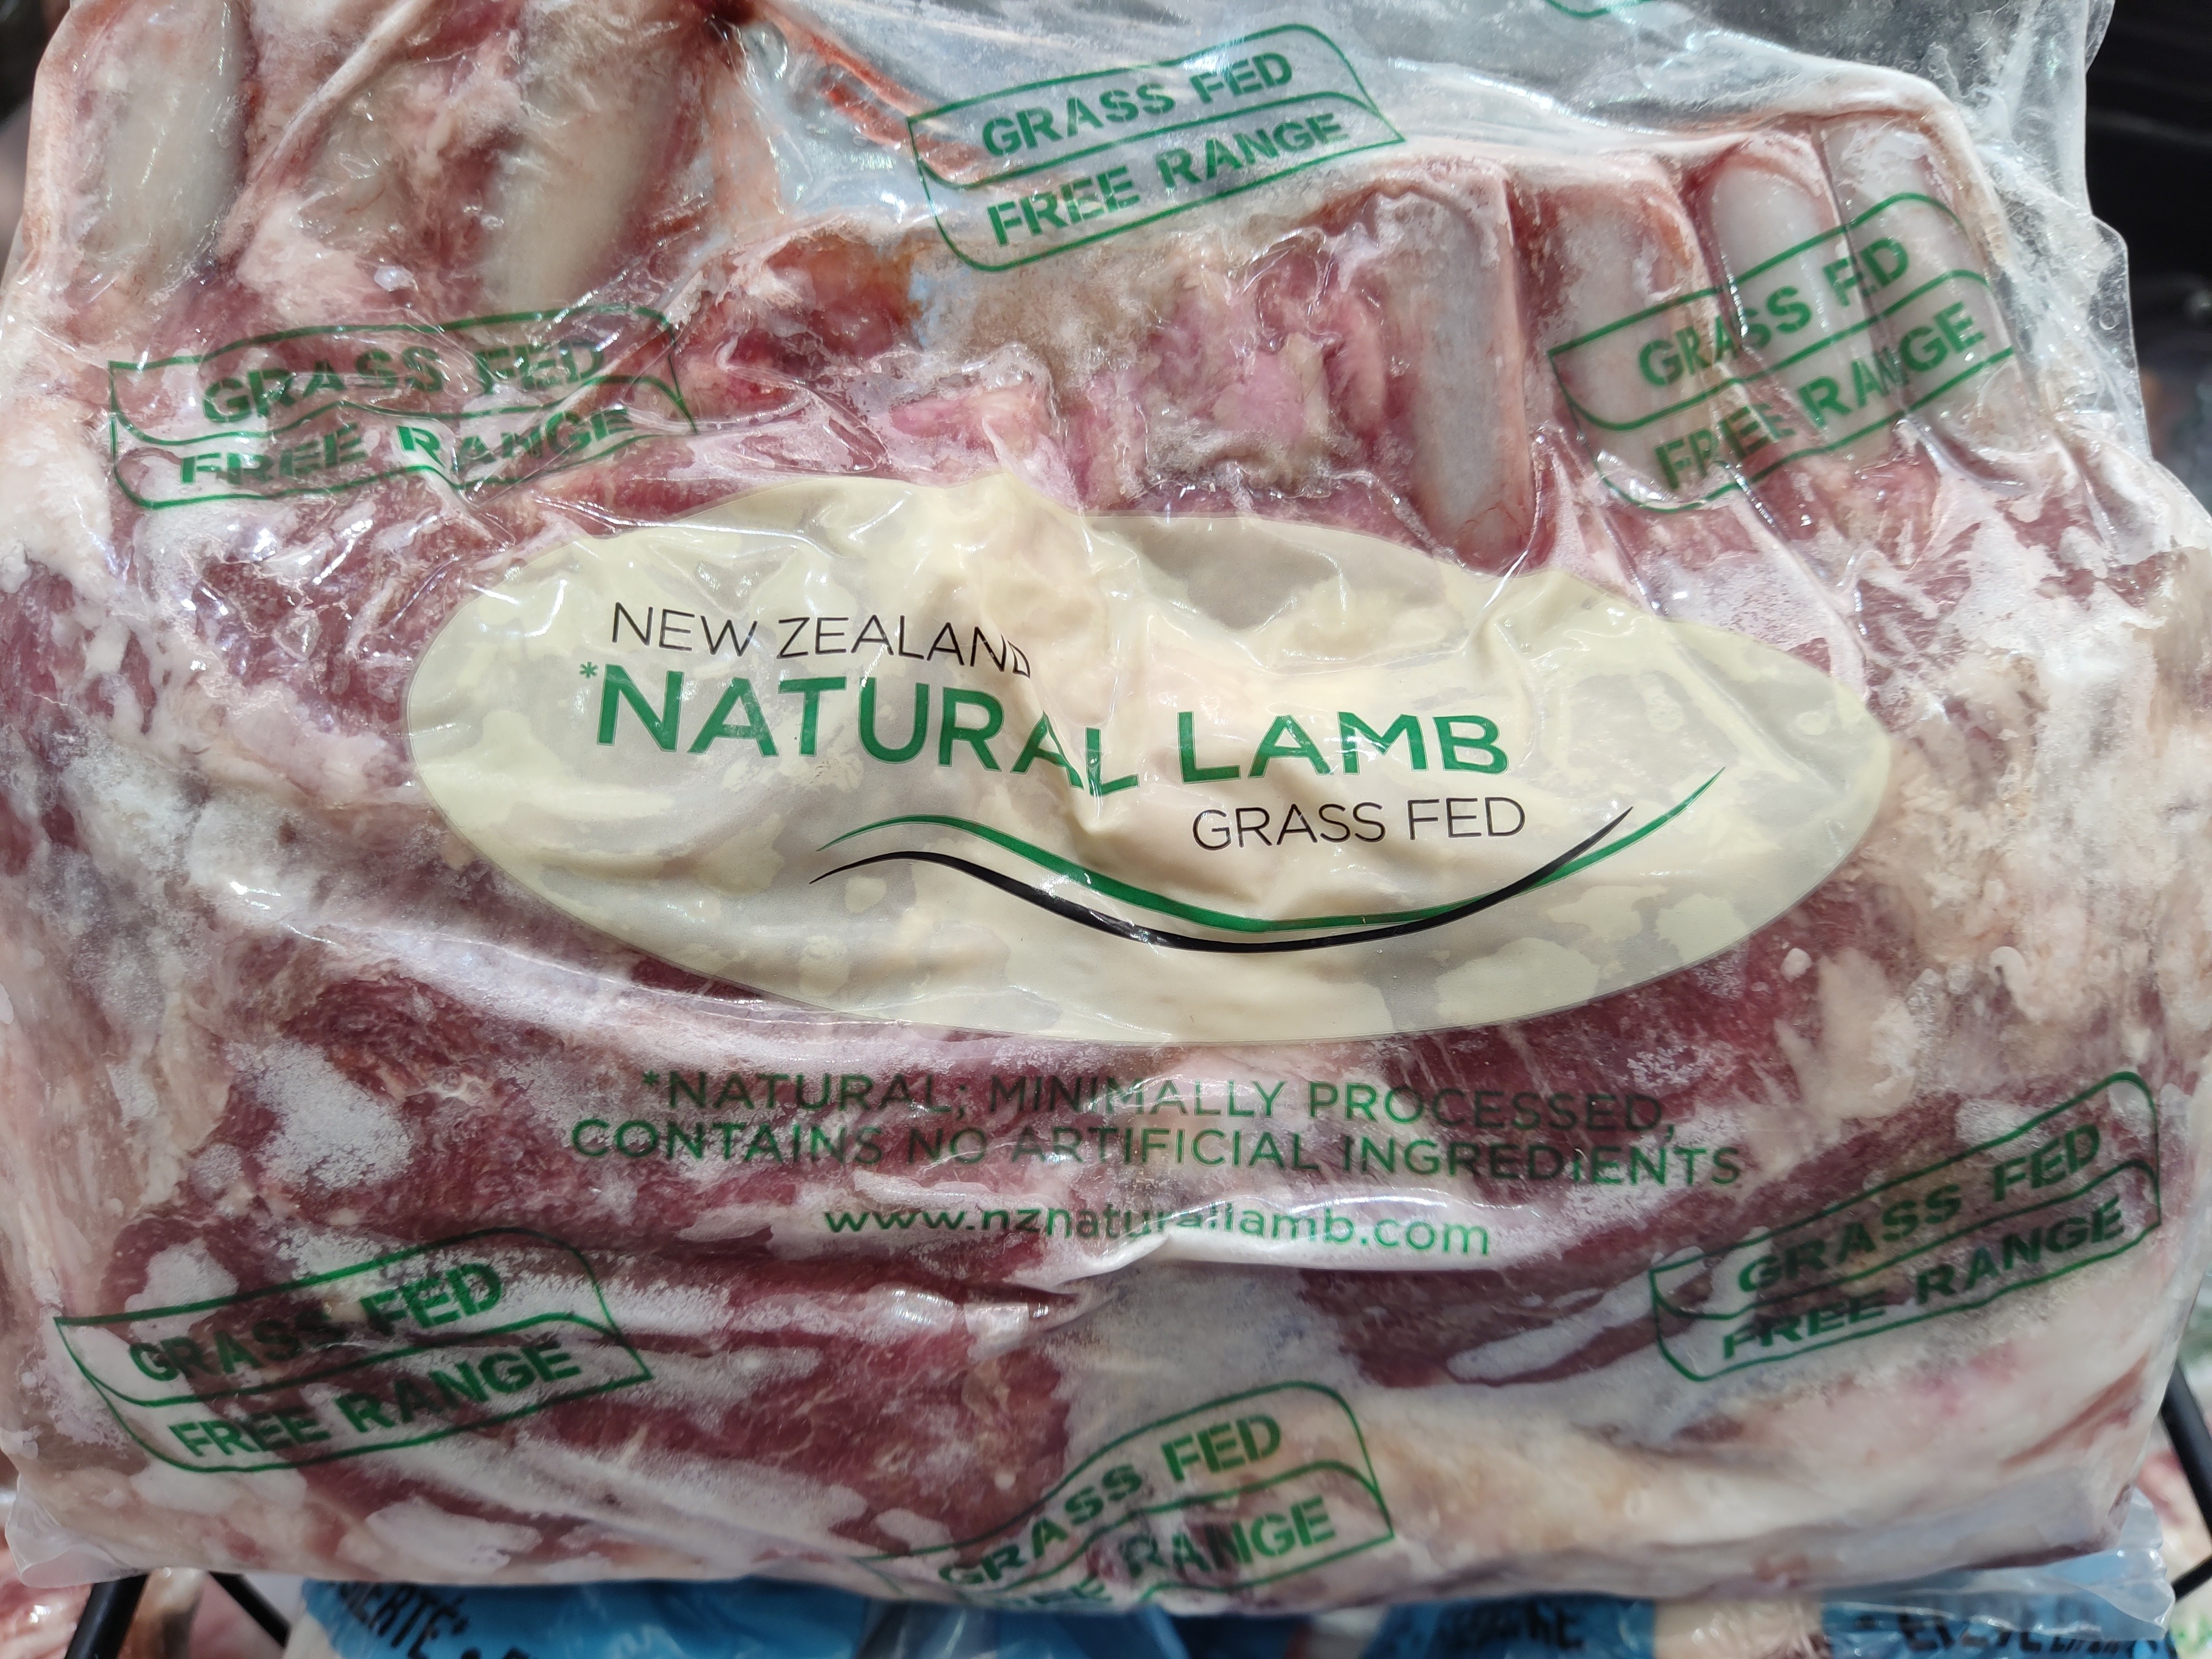 GRASS FED
FREE RANGE
GRASS FED
FREE RANGE
GRASS FED
FREE RANGE
NEW ZEALAND
*NATURAL LAMB
GRASS FED
*NATURAL; MINIMALLY PROCESSED,
CONTAINS NO ARTIFICIAL INGREDIENTS
www.nznaturallamb.com
GRASS FED
FREE RANGE
GRASS FED
FREE RANGE
GRASS FED
RANGE